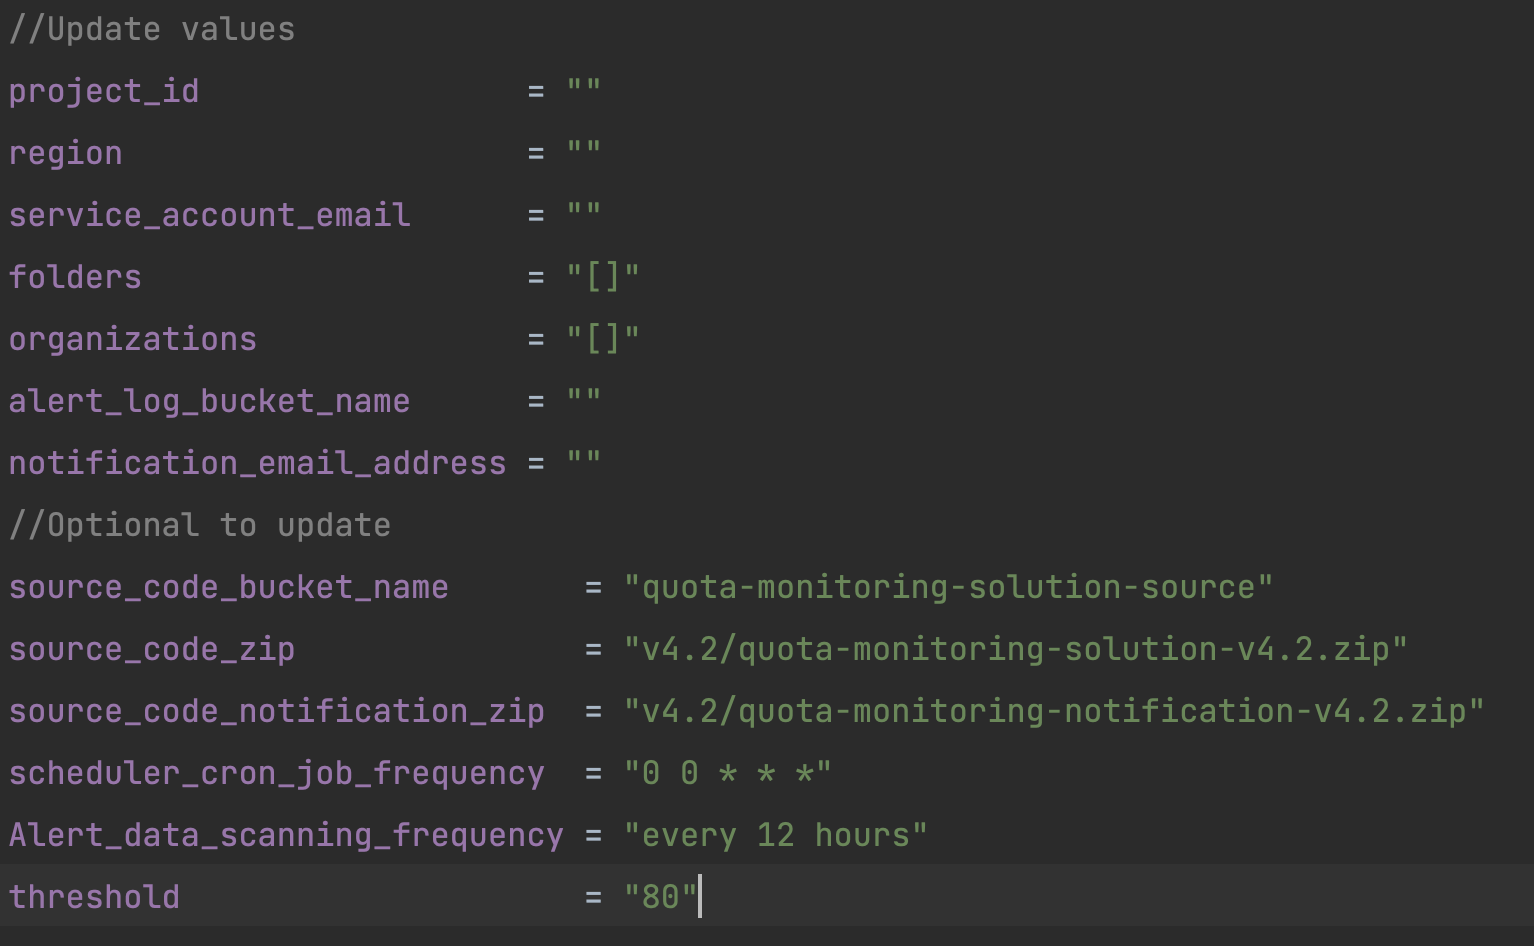 //Update values
project_id = ""
region = ""
service_account_email = ""
folders = "[]"
organizations = "[]"
alert_log_bucket_name = ""
notification_email_address = ""
//Optional to update
source_code_bucket_name = "quota-monitoring-solution-source"
source_code_zip = "v4.2/quota-monitoring-solution-v4.2.zip"
source_code_notification_zip = "v4.2/quota-monitoring-notification-v4.2.zip"
scheduler_cron_job_frequency = "0 0 * * *"
Alert_data_scanning_frequency = "every 12 hours"
threshold = "80"